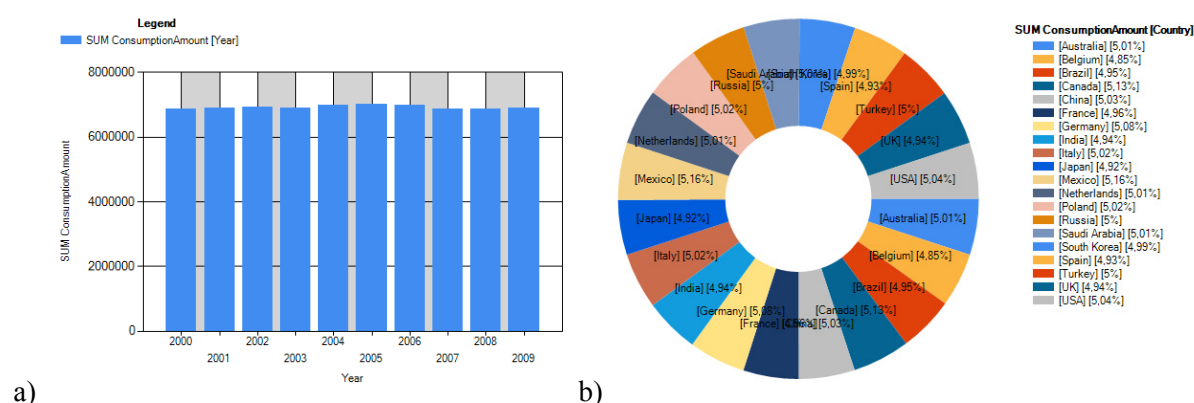 Legend
SUM ConsumptionAmount [Year]
8000000
6000000
4000000
2000000
0
SUM ConsumptionAmount
2000 2002 2004 2006 2008
2001 2003 2005 2007 2009
Year
a)
[Saudi Arabia] [5,01%]
[South Korea] [4,99%]
[Russia] [5%]
[Spain] [4,93%]
[Poland] [5,02%]
[Turkey] [5%]
[Netherlands] [5,01%]
[UK] [4,94%]
[Mexico] [5,16%]
[USA] [5,04%]
[Japan] [4,92%]
[Australia] [5,01%]
[Italy] [5,02%]
[Belgium] [4,85%]
[India] [4,94%]
[Brazil] [4,95%]
[Germany] [5,08%]
[Canada] [5,13%]
[France] [4,96%]
[China] [5,03%]
b)
SUM ConsumptionAmount [Country]
[Australia] [5,01%]
[Belgium] [4,85%]
[Brazil] [4,95%]
[Canada] [5,13%]
[China] [5,03%]
[France] [4,96%]
[Germany] [5,08%]
[India] [4,94%]
[Italy] [5,02%]
[Japan] [4,92%]
[Mexico] [5,16%]
[Netherlands] [5,01%]
[Poland] [5,02%]
[Russia] [5%]
[Saudi Arabia] [5,01%]
[South Korea] [4,99%]
[Spain] [4,93%]
[Turkey] [5%]
[UK] [4,94%]
[USA] [5,04%]